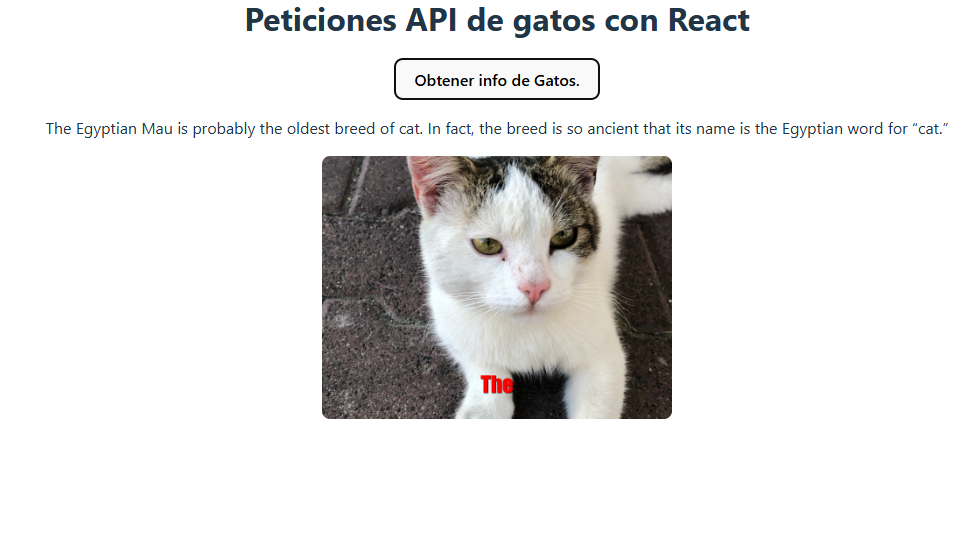 Peticiones API de gatos con React
Obtener info de Gatos.
The Egyptian Mau is probably the oldest breed of cat. In fact, the breed is so ancient that its name is the Egyptian word for “cat.”
The